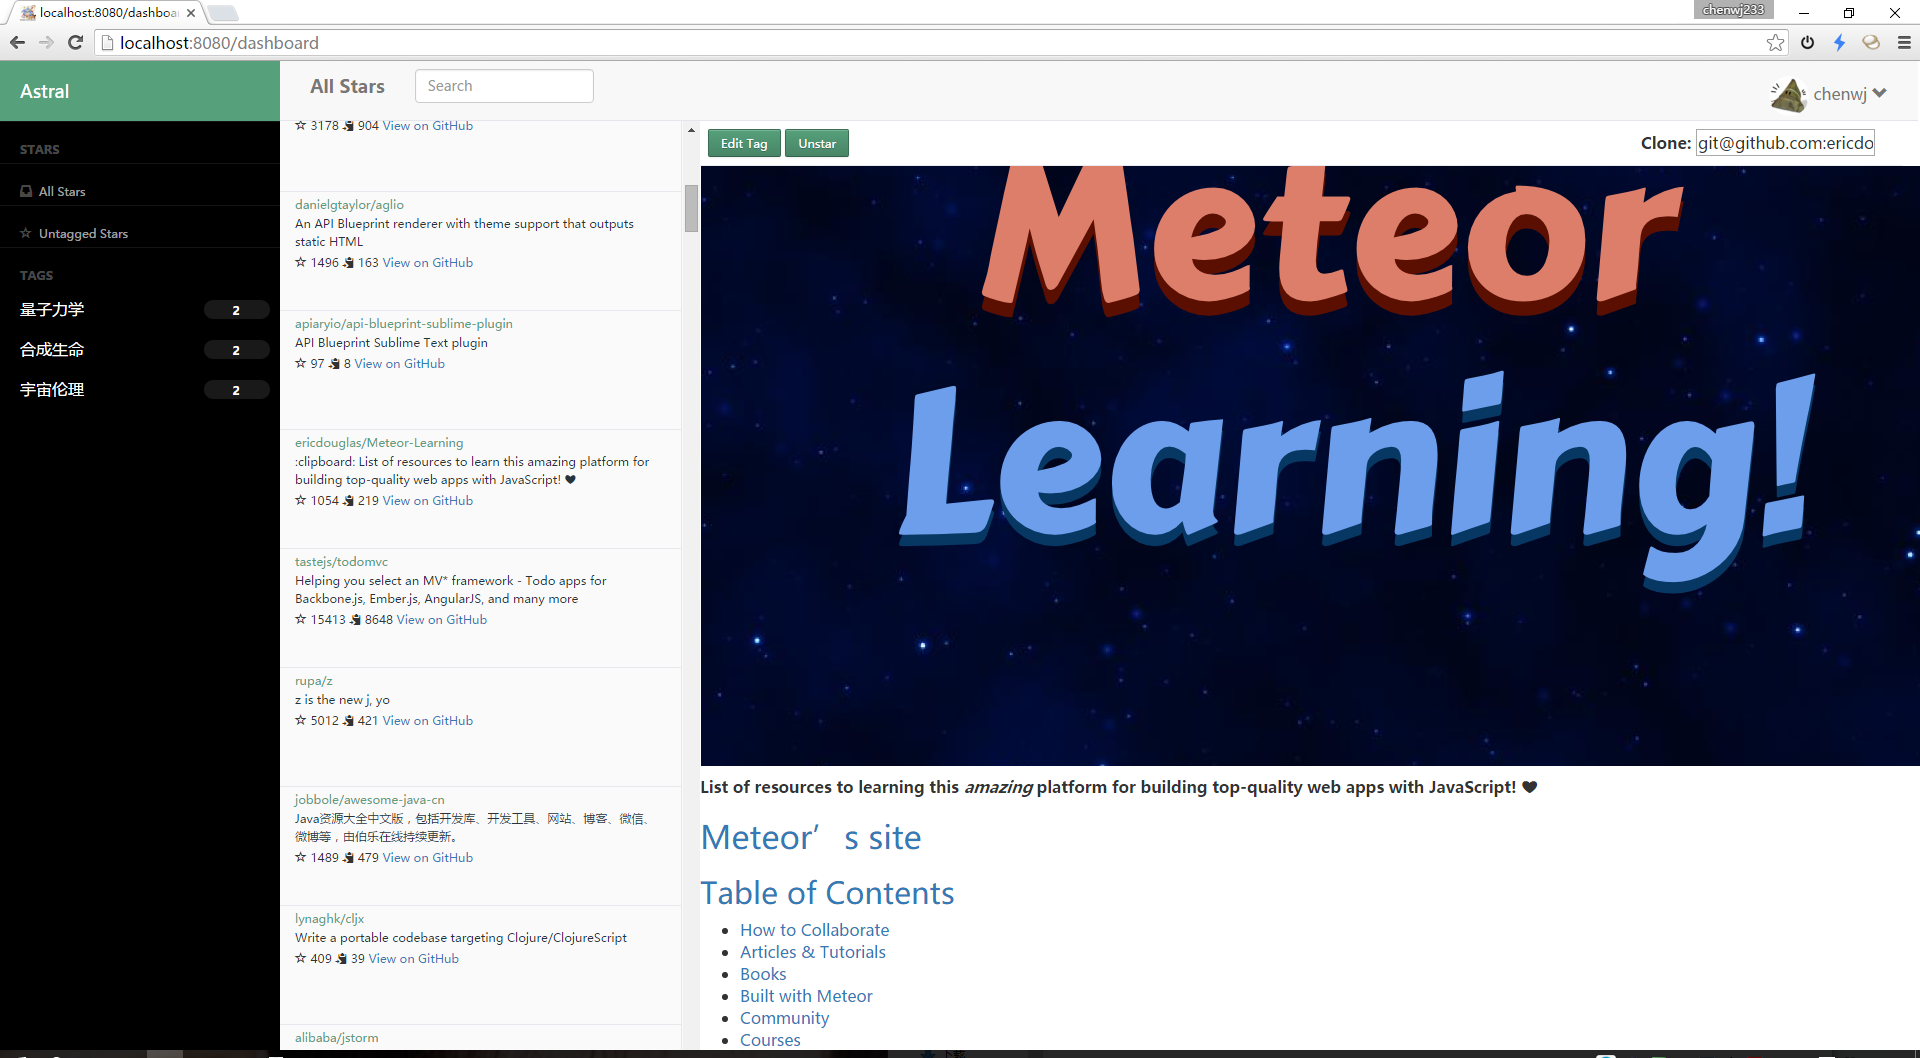 localhost:8080/dashboa
chenwj233
localhost:8080/dashboard
Astral
All Stars
Search
chenwj
STARS
All Stars
Untagged Stars
TAGS
量子力学 2
合成生命 2
宇宙伦理 2
3178 904 View on GitHub
danielgtaylor/aglio
An API Blueprint renderer with theme support that outputs
static HTML
1496 163 View on GitHub
apiaryio/api-blueprint-sublime-plugin
API Blueprint Sublime Text plugin
97 8 View on GitHub
ericdouglas/Meteor-Learning
:clipboard: List of resources to learn this amazing platform for
building top-quality web apps with JavaScript! ♥
1054 219 View on GitHub
tastejs/todomvc
Helping you select an MV* framework - Todo apps for
Backbone.js, Ember.js, AngularJS, and many more
15413 8648 View on GitHub
rupa/z
z is the new j, yo
5012 421 View on GitHub
jobbole/awesome-java-cn
Java资源大全中文版，包括开发库、开发工具、网站、博客、微信、
微博等，由伯乐在线持续更新。
1489 479 View on GitHub
lynaghk/cljx
Write a portable codebase targeting Clojure/ClojureScript
409 39 View on GitHub
alibaba/jstorm
Edit Tag
Unstar
Clone: git@github.com:ericdo
Meteor
Learning!
List of resources to learning this amazing platform for building top-quality web apps with JavaScript! ♥
Meteor’s site
Table of Contents
• How to Collaborate
• Articles & Tutorials
• Books
• Built with Meteor
• Community
• Courses